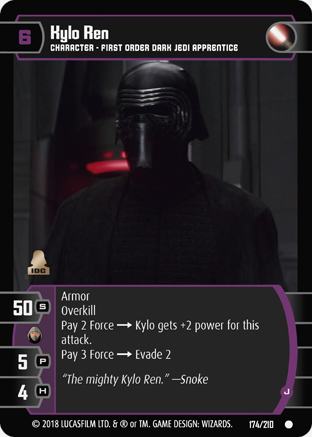 6
Kylo Ren
CHARACTER - FIRST ORDER DARK JEDI APPRENTICE
IDC
50 S
5 P
4 H
Armor
Overkill
Pay 2 Force → Kylo gets +2 power for this
attack.
Pay 3 Force → Evade 2
“The mighty Kylo Ren.” —Snoke
J
© 2018 LUCASFILM LTD. & ® or TM. GAME DESIGN: WIZARDS.
174/210